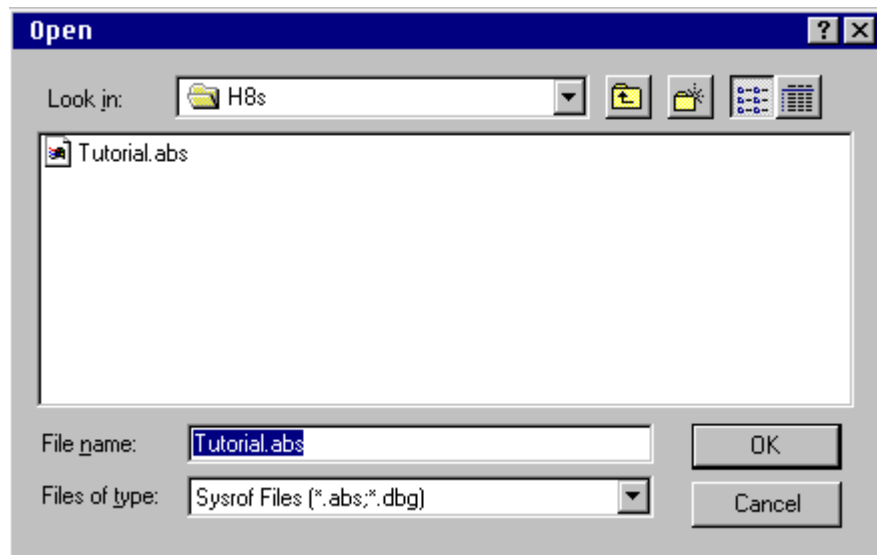 Open
Look in: H8s
Tutorial.abs
File name: Tutorial.abs
OK
Files of type: Sysrof Files (*.abs;*.dbg)
Cancel